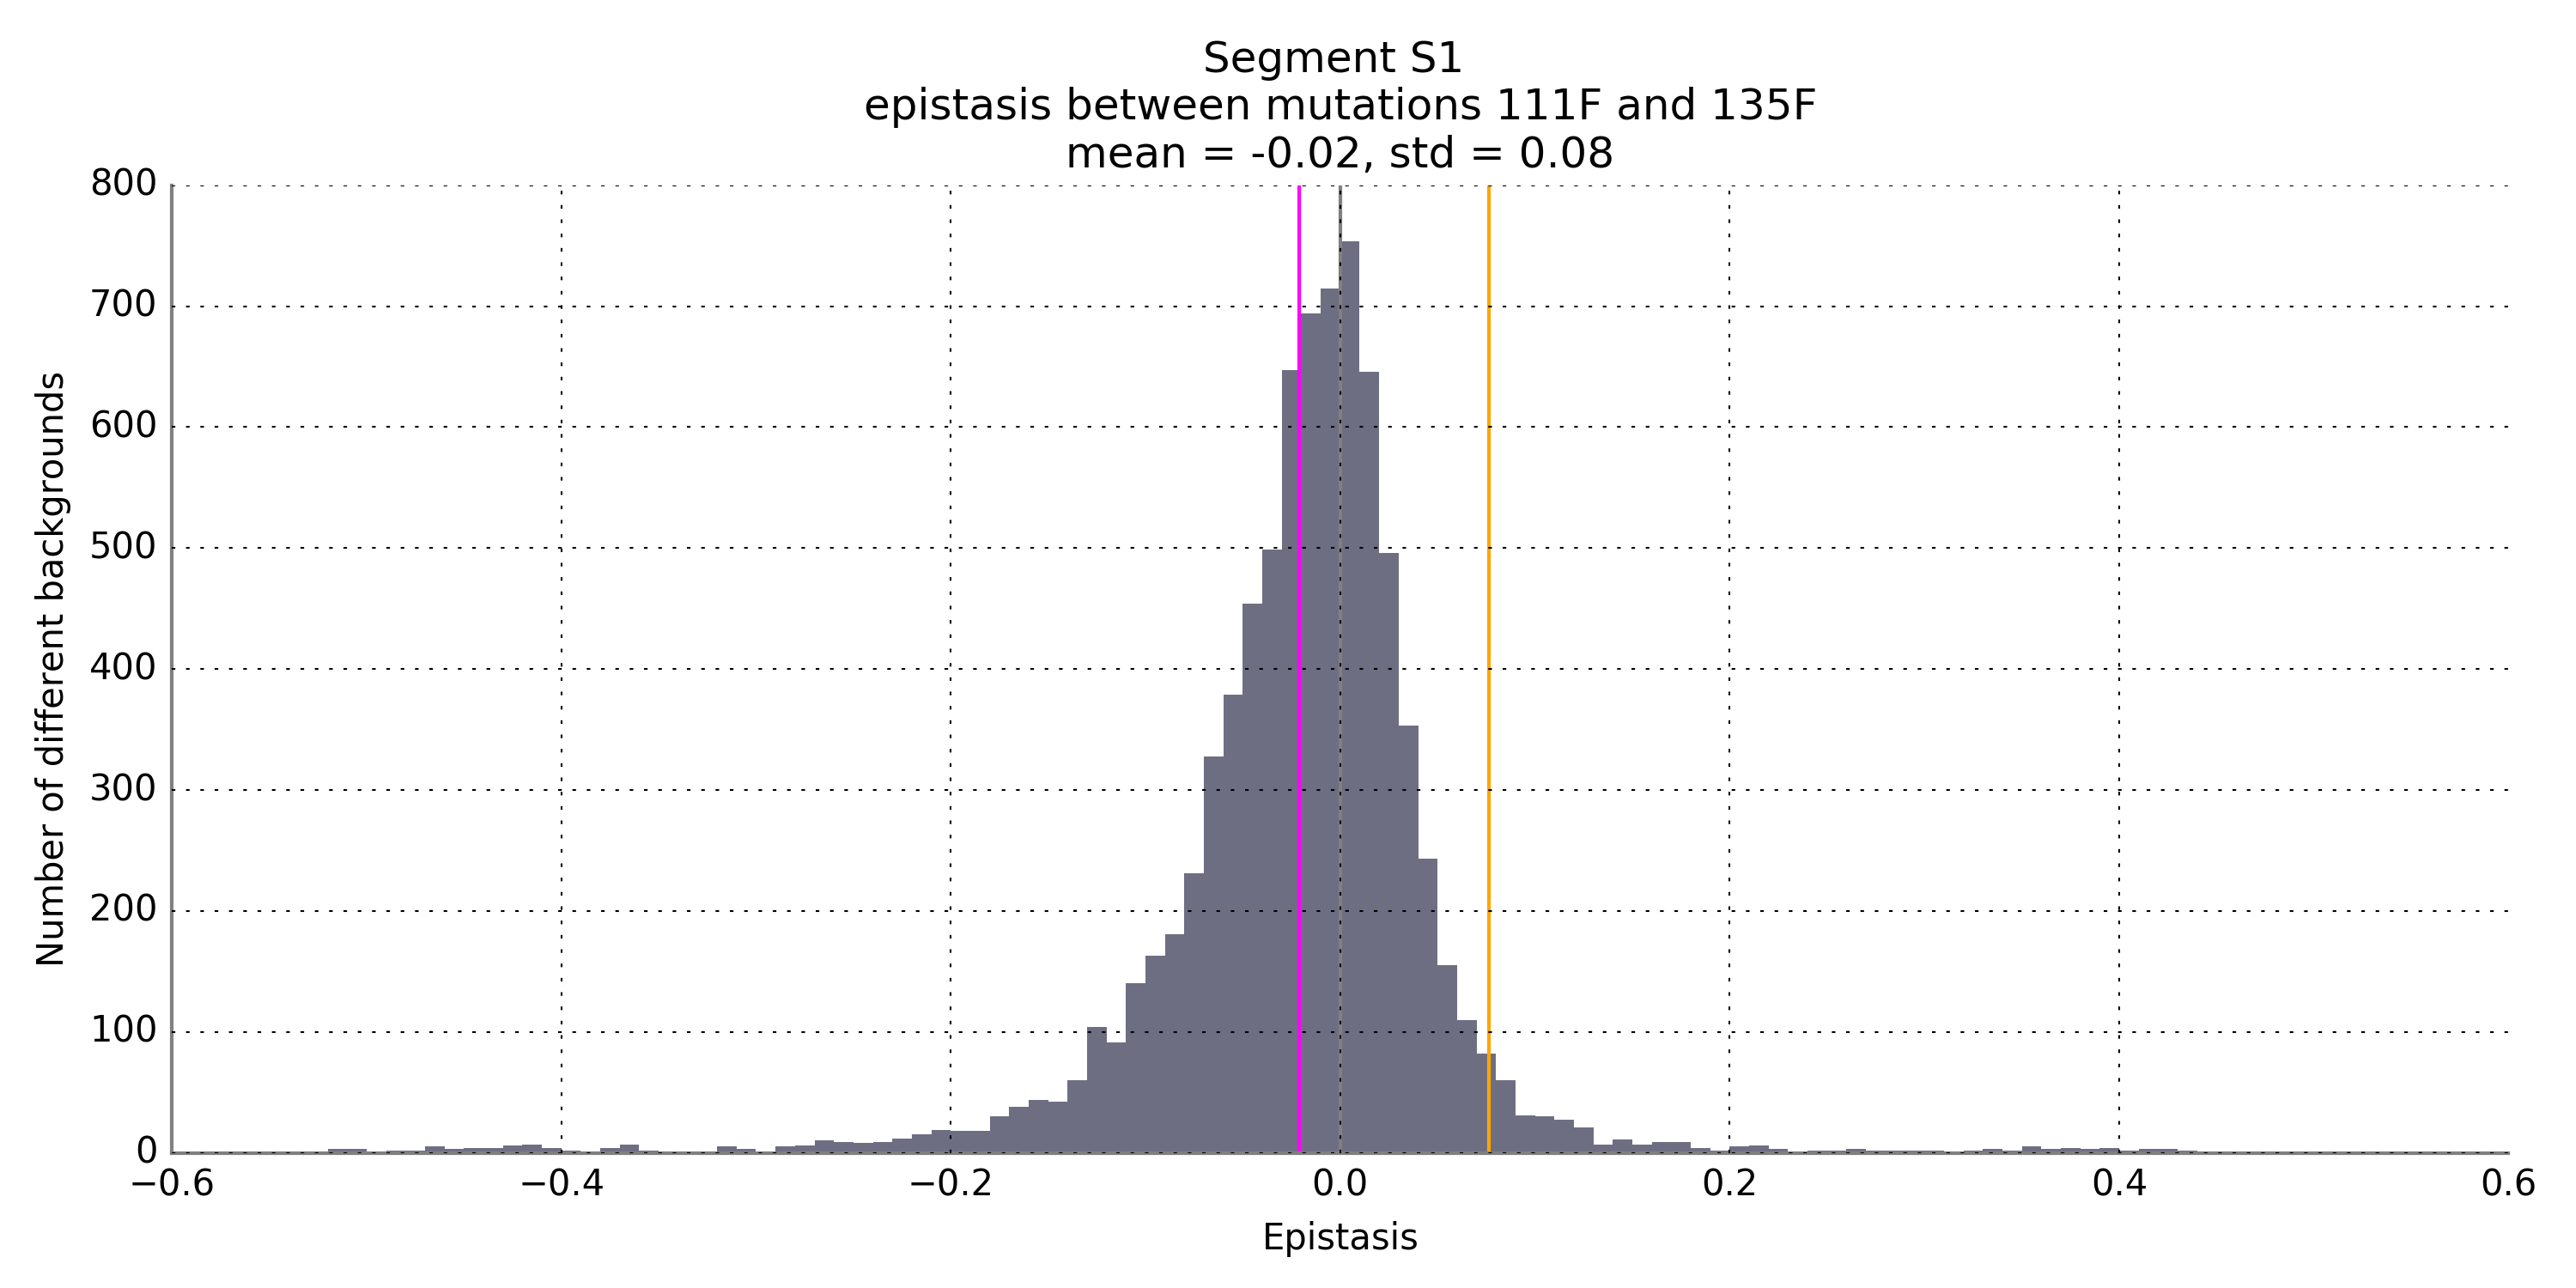 Segment S1
epistasis between mutations 111F and 135F
mean = -0.02, std = 0.08
800
700
600
500
400
300
200
100
0
Number of different backgrounds
−0.6 −0.4 −0.2 0.0 0.2 0.4 0.6
Epistasis